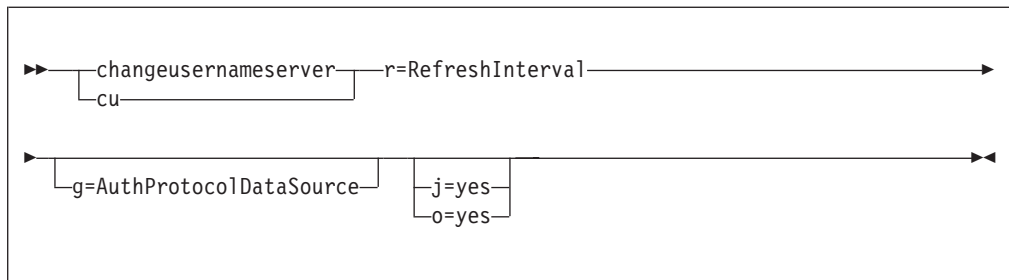 changeusernameserver r=RefreshInterval
cu
g=AuthProtocolDataSource j=yes
o=yes